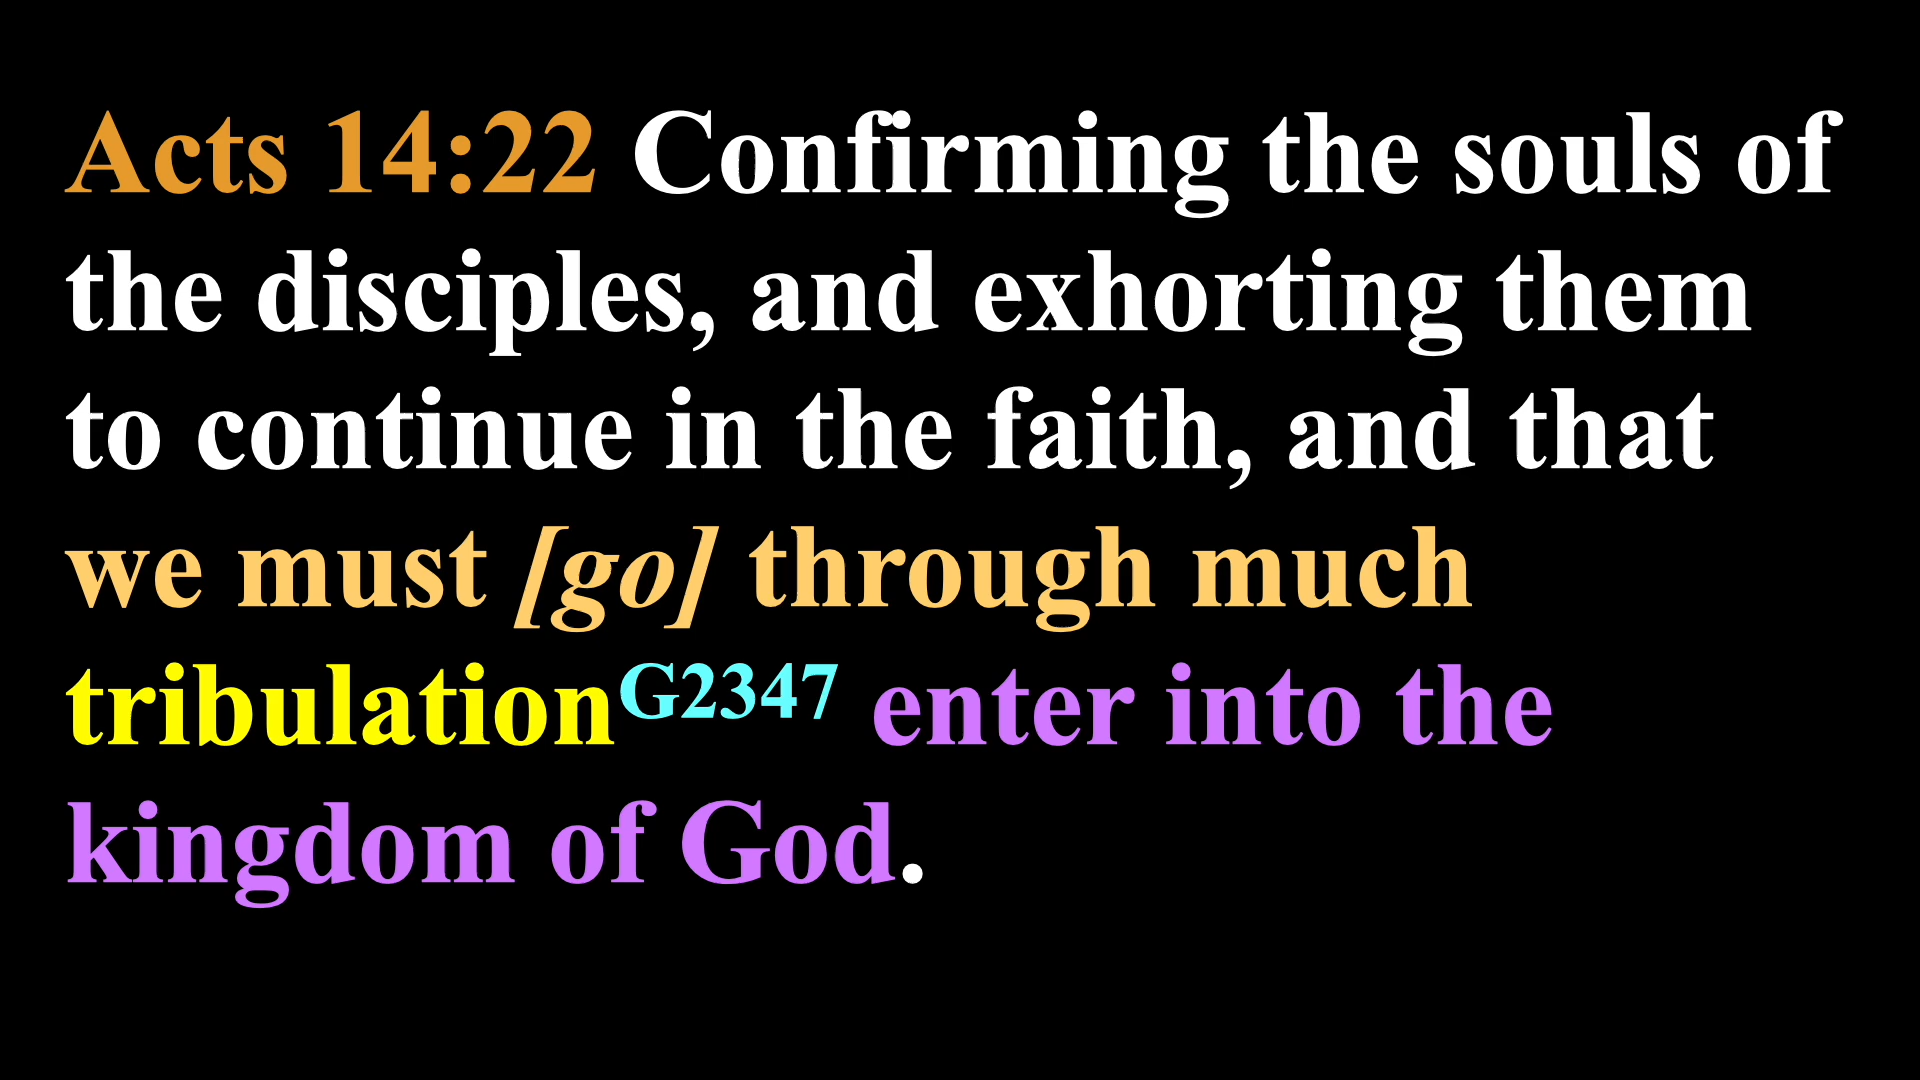 Acts 14:22 Confirming the souls of
the disciples, and exhorting them
to continue in the faith, and that
we must [go] through much
tribulationG2347 enter into the
kingdom of God.